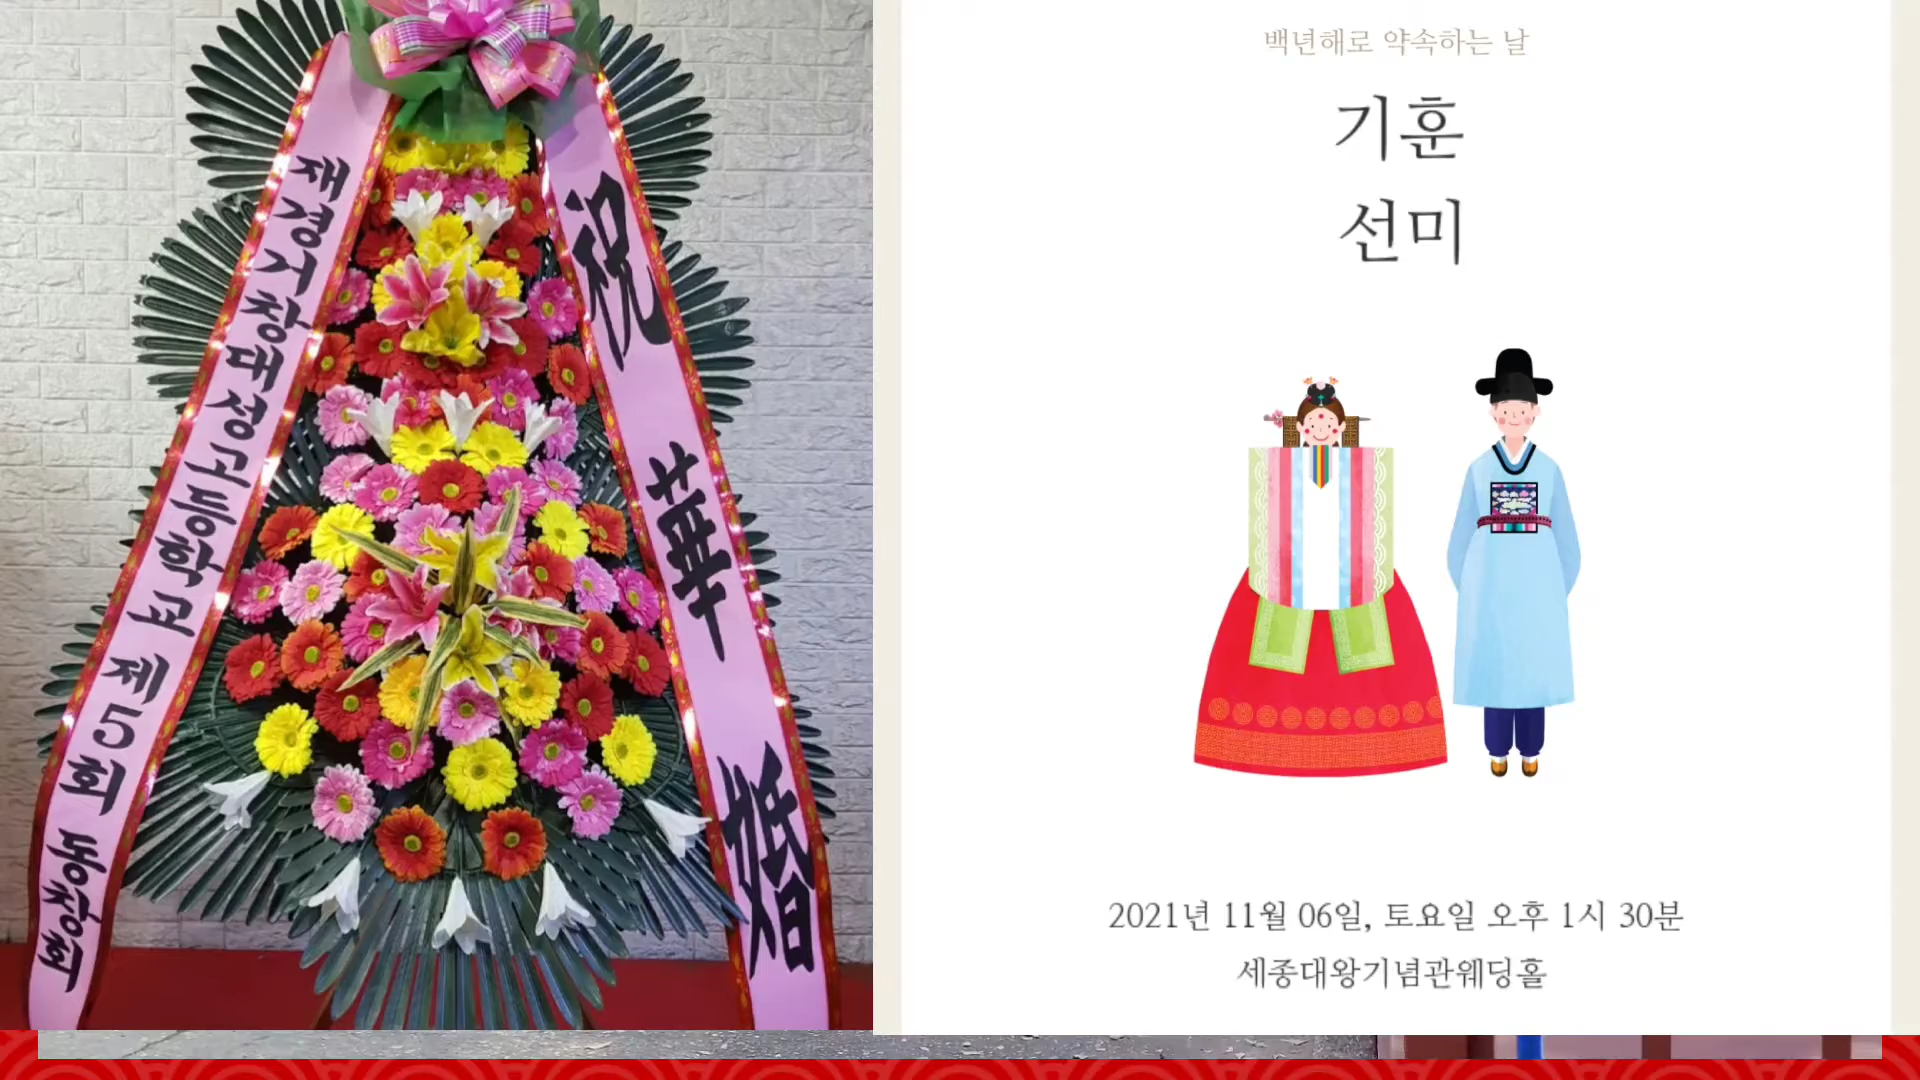 재경거창대성고등학교 제5회 동창회
祝華婚
백년해로 약속하는 날
기훈
선미
2021년 11월 06일, 토요일 오후 1시 30분
세종대왕기념관웨딩홀